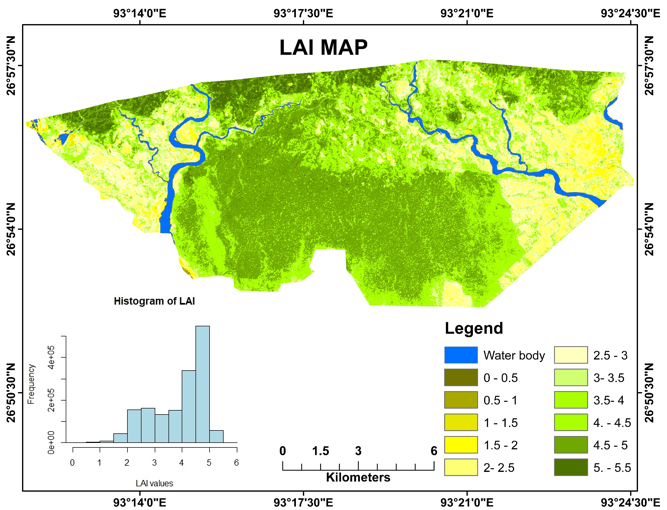 93°14'0"E 93°17'30"E 93°21'0"E 93°24'30"E
LAI MAP
26°57'30"N 26°57'30"N
26°54'0"N 26°54'0"N
26°50'30"N 26°50'30"N
Histogram of LAI
Frequency
0e+00 2e+05 4e+05
0 1 2 3 4 5 6
LAI values
0 1.5 3 6
Kilometers
Legend
Water body
0 - 0.5
0.5 - 1
1 - 1.5
1.5 - 2
2- 2.5
2.5 - 3
3- 3.5
3.5- 4
4. - 4.5
4.5 - 5
5. - 5.5
93°14'0"E 93°17'30"E 93°21'0"E 93°24'30"E